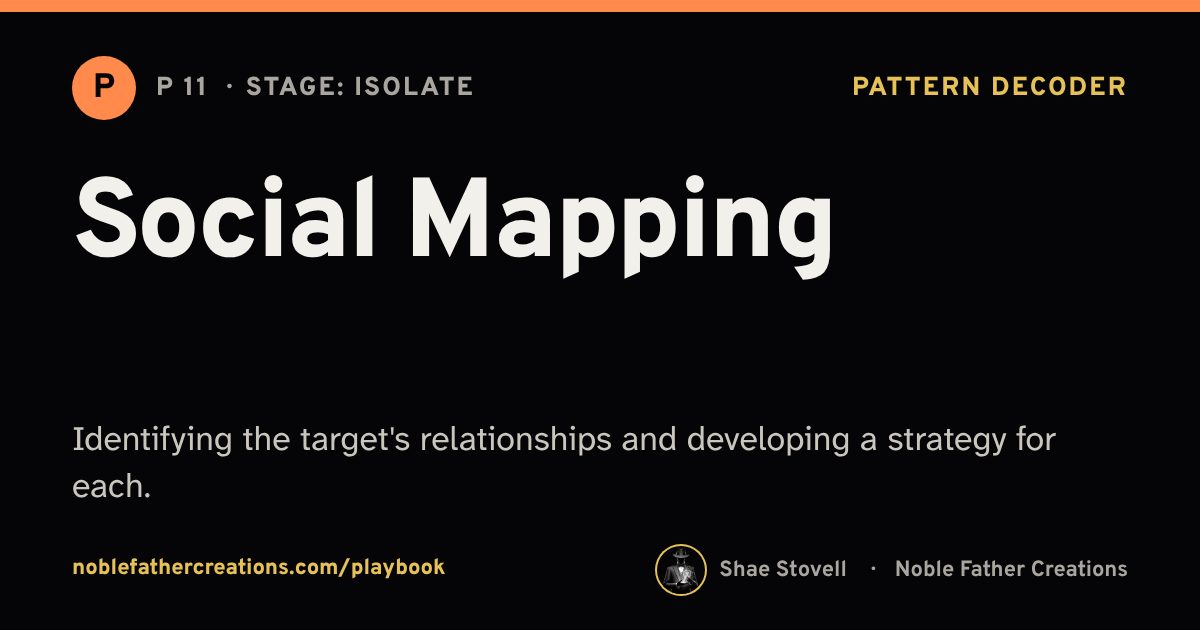 P
P 11 · STAGE: ISOLATE
PATTERN DECODER
Social Mapping
Identifying the target's relationships and developing a strategy for
each.
noblefathercreations.com/playbook
Shae Stovell · Noble Father Creations